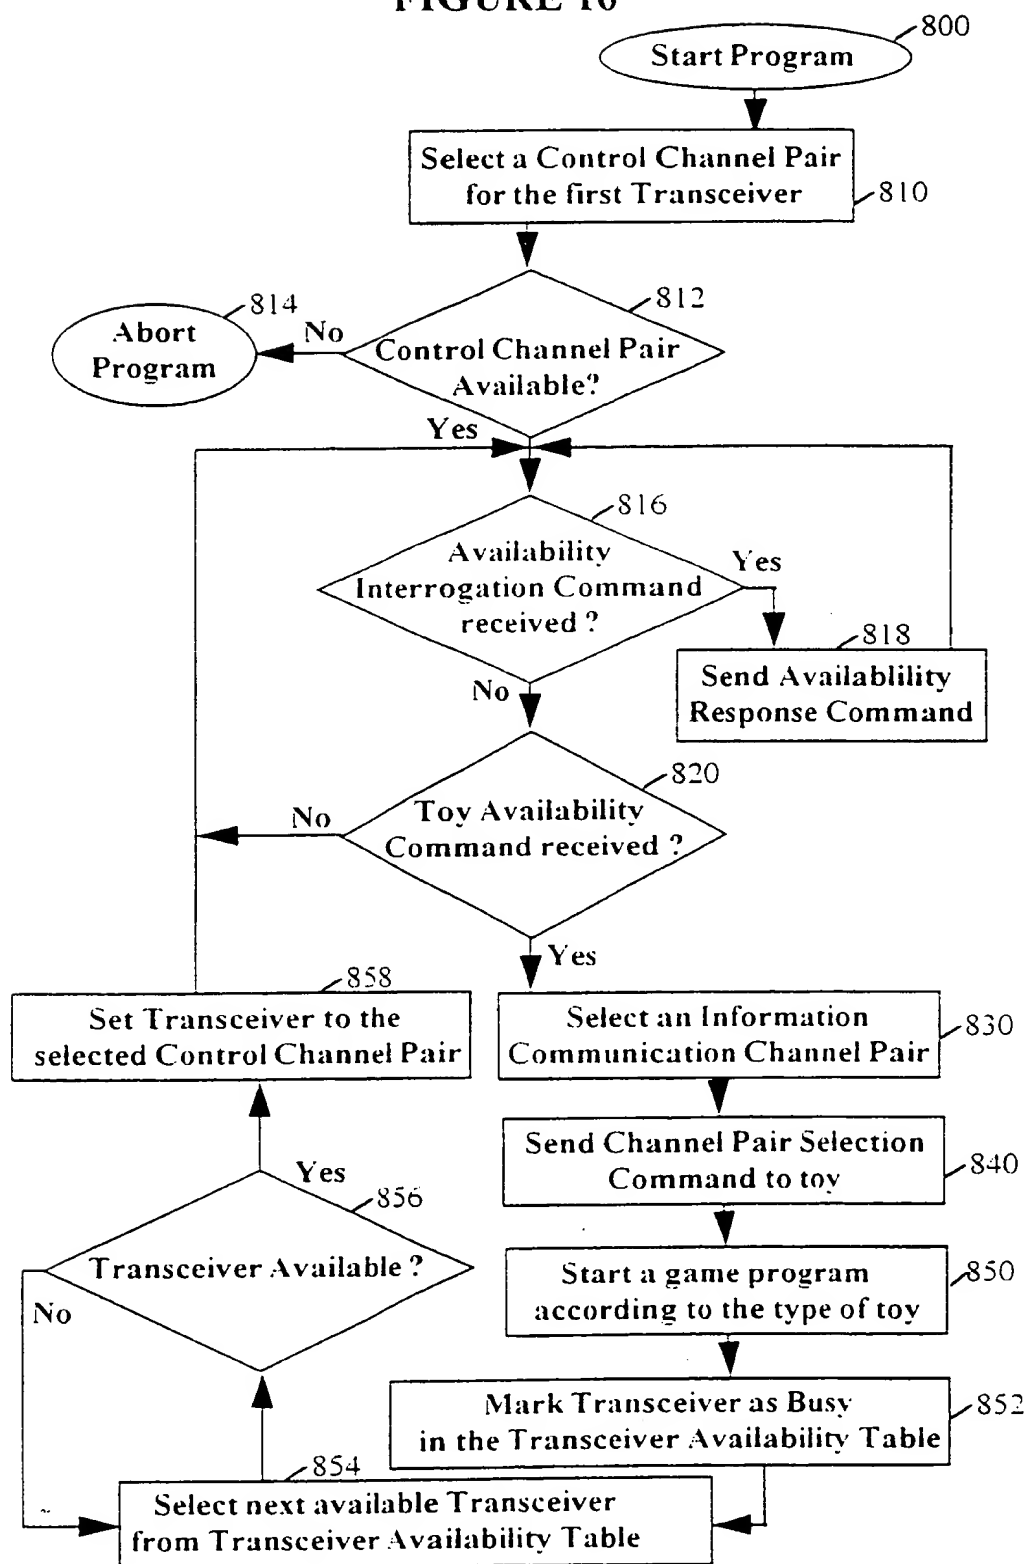 FIGURE 16
800
Start Program
Select a Control Channel Pair
for the first Transceiver
810
812
814
Abort
Program
No
Control Channel Pair
Available?
Yes
816
Availability
Interrogation Command
received ?
Yes
818
Send Availablility
Response Command
No
820
Toy Availability
Command received ?
No
Yes
858
Set Transceiver to the
selected Control Channel Pair
Select an Information
Communication Channel Pair
830
Send Channel Pair Selection
Command to toy
840
Yes
856
Transceiver Available ?
No
Start a game program
according to the type of toy
850
Mark Transceiver as Busy
in the Transceiver Availability Table
852
854
Select next available Transceiver
from Transceiver Availability Table